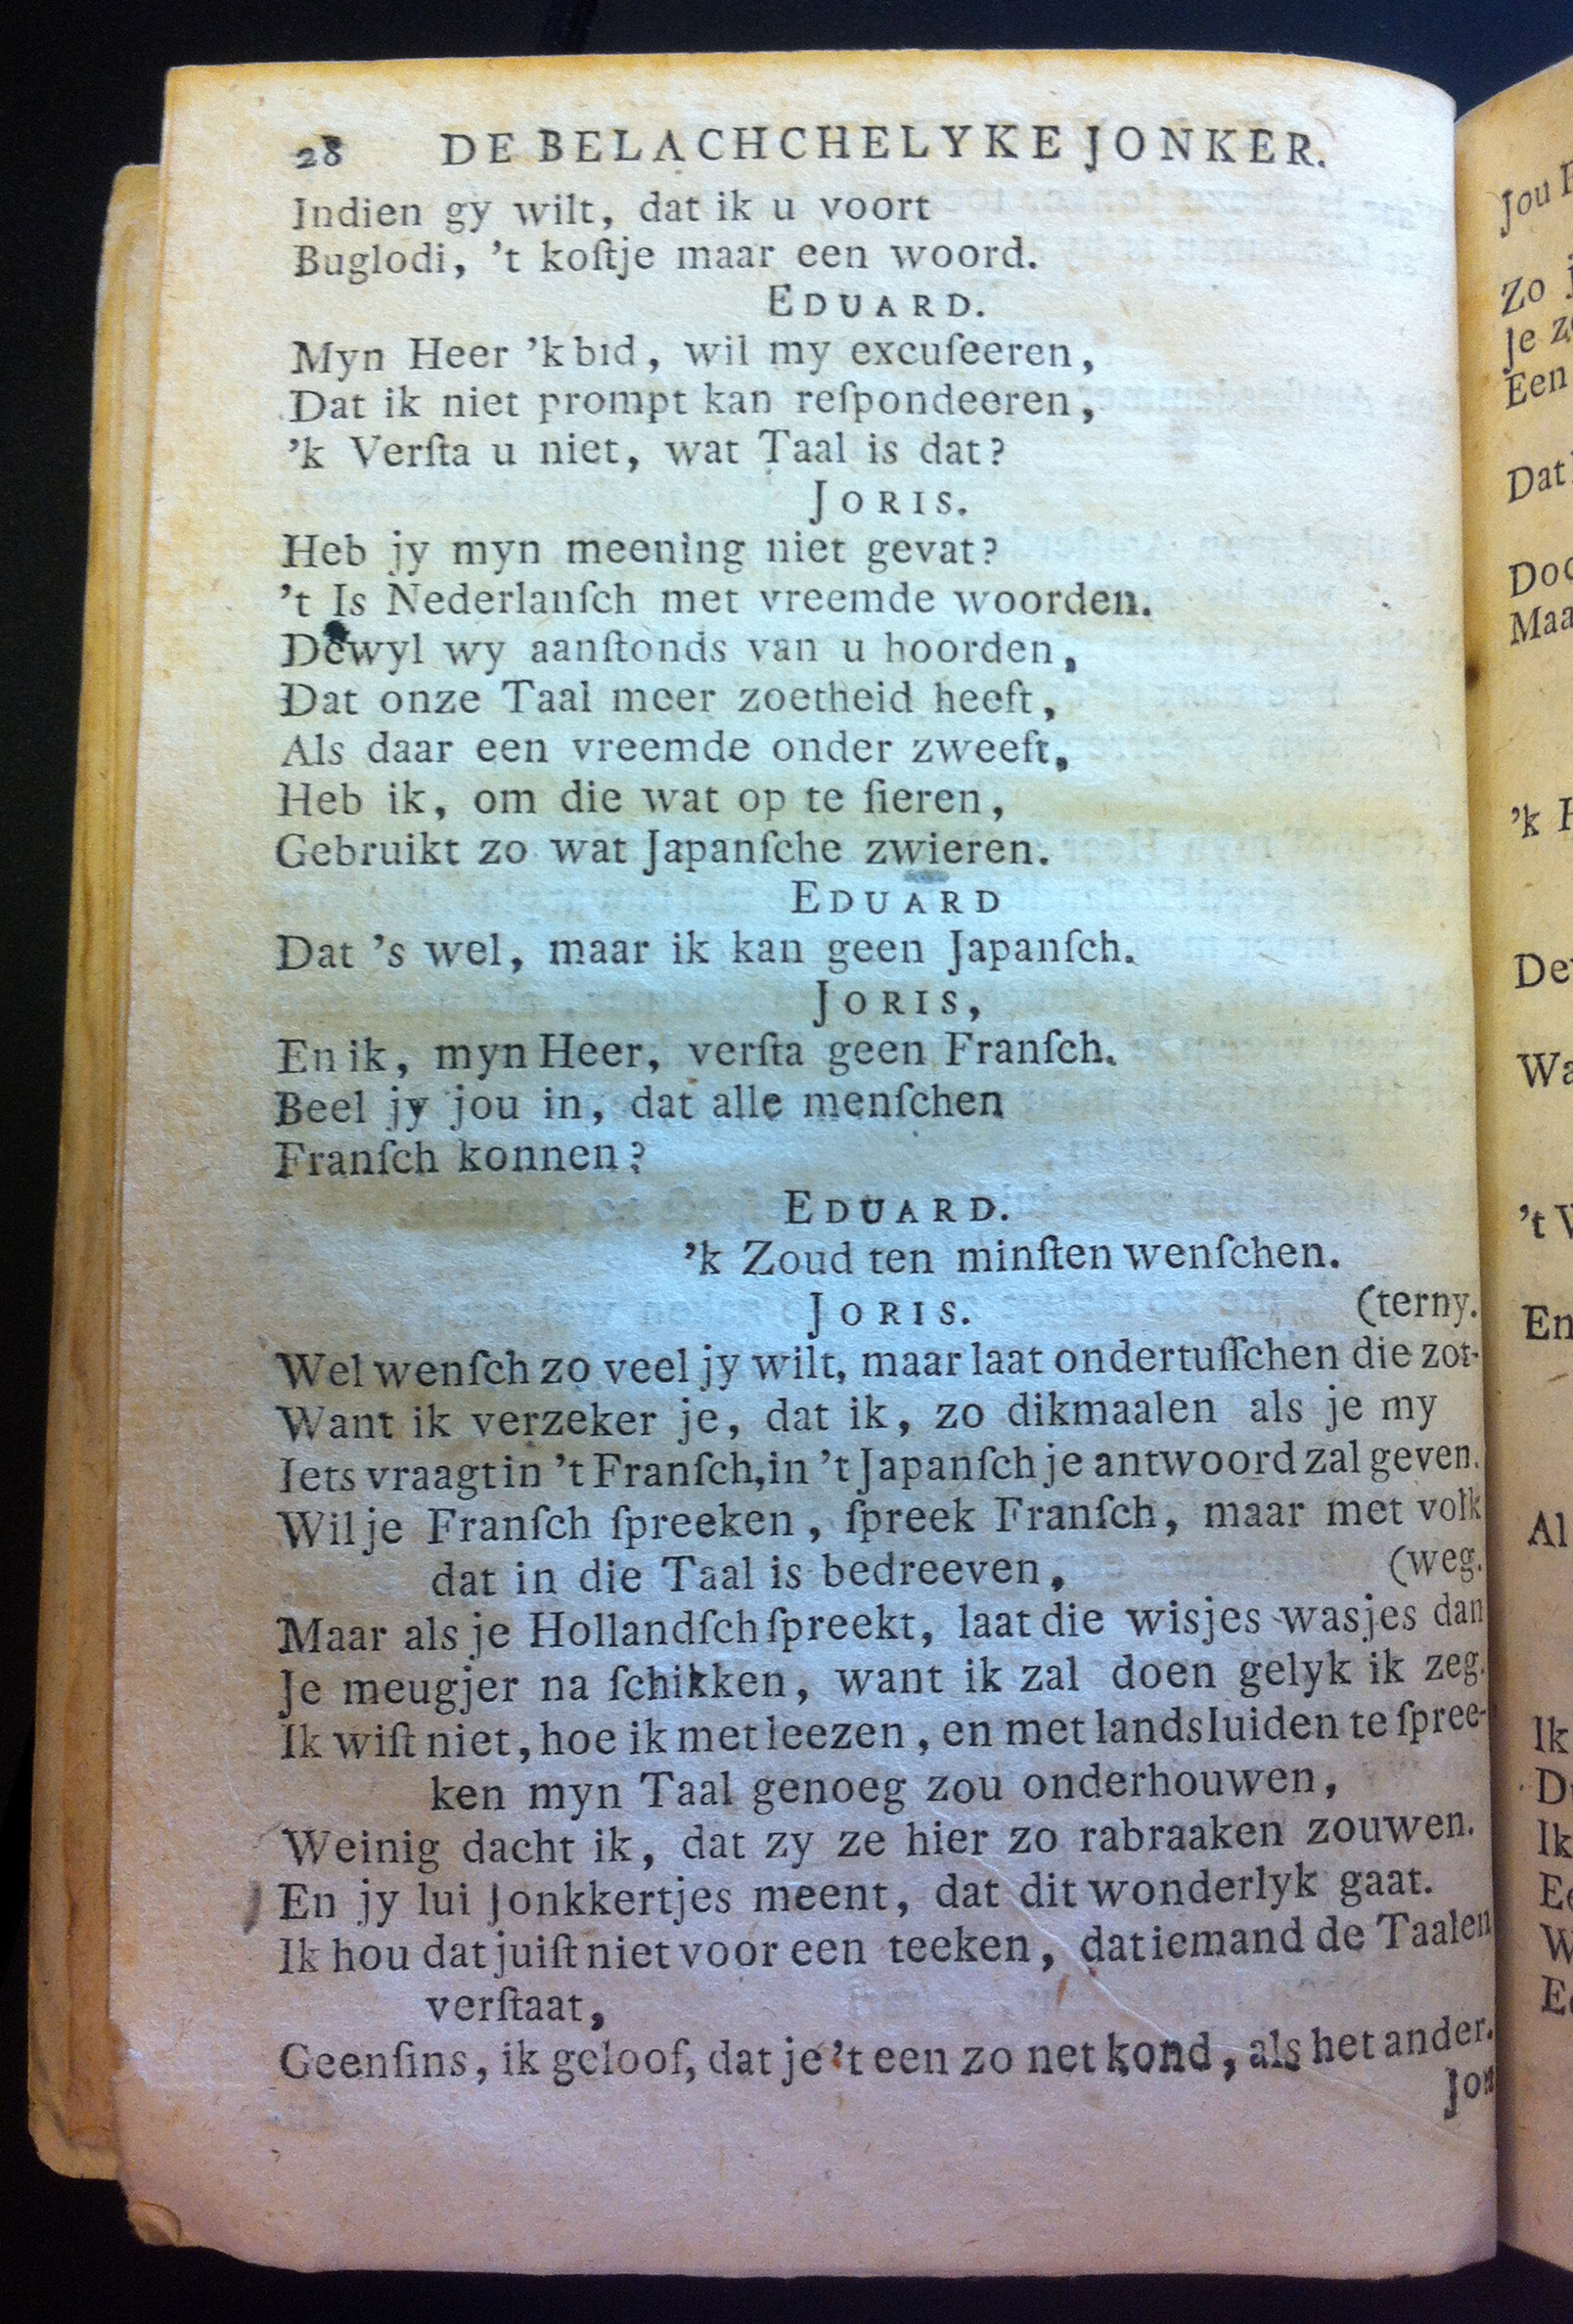 28 DE BELACHCHELYKE JONKER.
Indien gy wilt, dat ik u voort
Buglodi, 't koſtje maar een woord.
EDUARD.
Myn Heer 'k bid, wil my excuſeeren,
Dat ik niet prompt kan reſpondeeren,
'k Verſta u niet, wat Taal is dat?
JORIS.
Heb jy myn meening niet gevat?
't Is Nederlanſch met vreemde woorden.
Dewyl wy aanſtonds van u hoorden,
Dat onze Taal meer zoetheid heeft,
Als daar een vreemde onder zweeft,
Heb ik, om die wat op te ſieren,
Gebruikt zo wat Japanſche zwieren.
EDUARD
Dat 's wel, maar ik kan geen Japanſch.
JORIS,
En ik, myn Heer, verſta geen Franſch.
Beel jy jou in, dat alle menſchen
Franſch konnen?
EDUARD.
'k Zoud ten minſten wenſchen.
JORIS. (terny.
Wel wenſch zo veel jy wilt, maar laat ondertuſſchen die zot-
Want ik verzeker je, dat ik, zo dikmaalen als je my
Iets vraagt in 't Franſch, in 't Japanſch je antwoord zal geven.
Wil je Franſch ſpreeken, ſpreek Franſch, maar met volk
dat in die Taal is bedreeven, (weg.
Maar als je Hollandſch ſpreekt, laat die wisjes wasjes dan
Je meugjer na ſchikken, want ik zal doen gelyk ik zeg.
Ik wiſt niet, hoe ik met leezen, en met landsluiden te ſpree-
ken myn Taal genoeg zou onderhouwen,
Weinig dacht ik, dat zy ze hier zo rabraaken zouwen.
En jy lui Jonkkertjes meent, dat dit wonderlyk gaat.
Ik hou dat juiſt niet voor een teeken, dat iemand de Taalen
verſtaat,
Geenſins, ik geloof, dat je 't een zo net kond, als het ander.
Jou
Zo
Je
Een
Dat
Maa
'k
Wa
't
En
Al
Ik
Ik